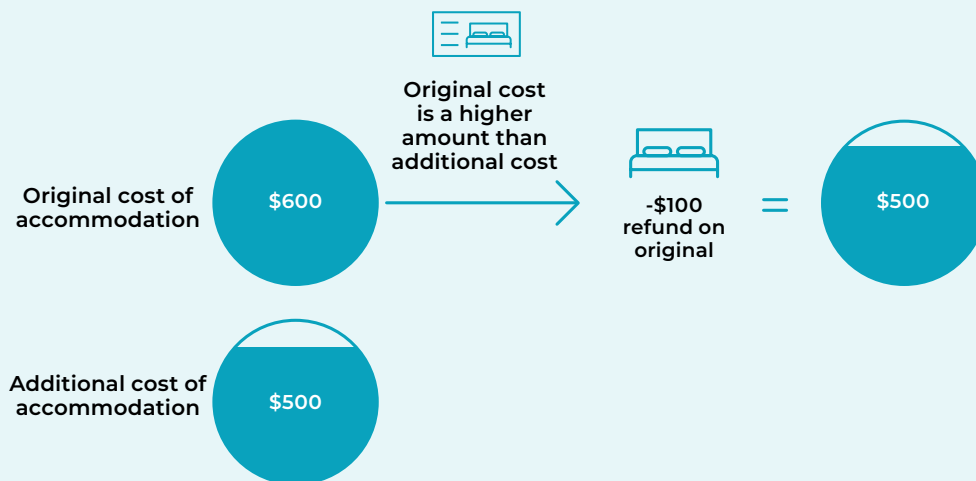 Original cost
is a higher
amount than
additional cost
Original cost of
accommodation
$600
-$100
refund on
original
=
$500
Additional cost of
accommodation
$500